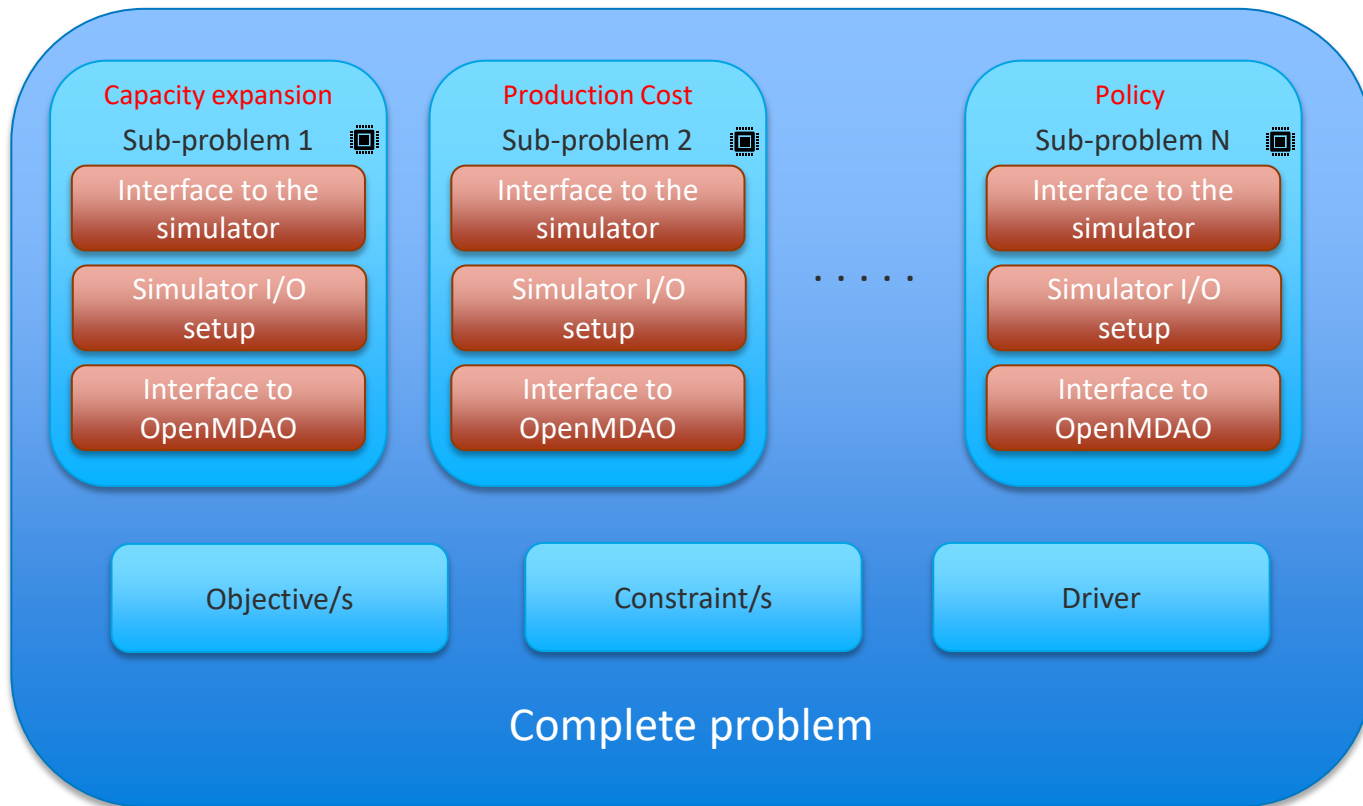 Capacity expansion
Sub-problem 1
Interface to the
simulator
Simulator I/O
setup
Interface to
OpenMDAO
Production Cost
Sub-problem 2
Interface to the
simulator
Simulator I/O
setup
Interface to
OpenMDAO
. . . . .
Policy
Sub-problem N
Interface to the
simulator
Simulator I/O
setup
Interface to
OpenMDAO
Objective/s
Constraint/s
Driver
Complete problem